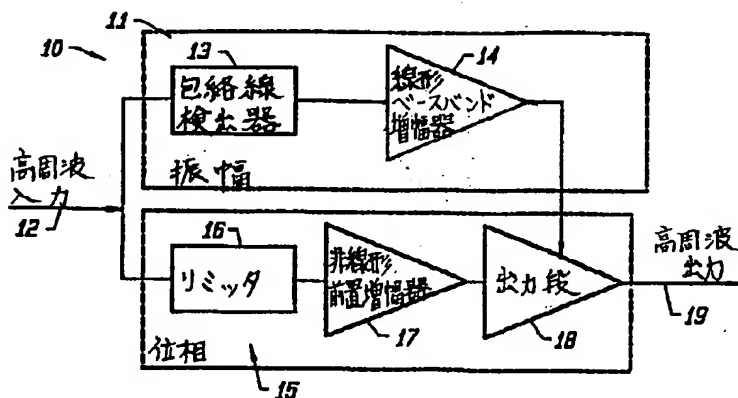 10
11
13
包絡線
検出器
14
線形
ベースバンド
増幅器
振幅
高周波
入力
12
16
リミッタ
非線形
前置増幅器
17
出力段
18
高周波
出力
19
位相
15